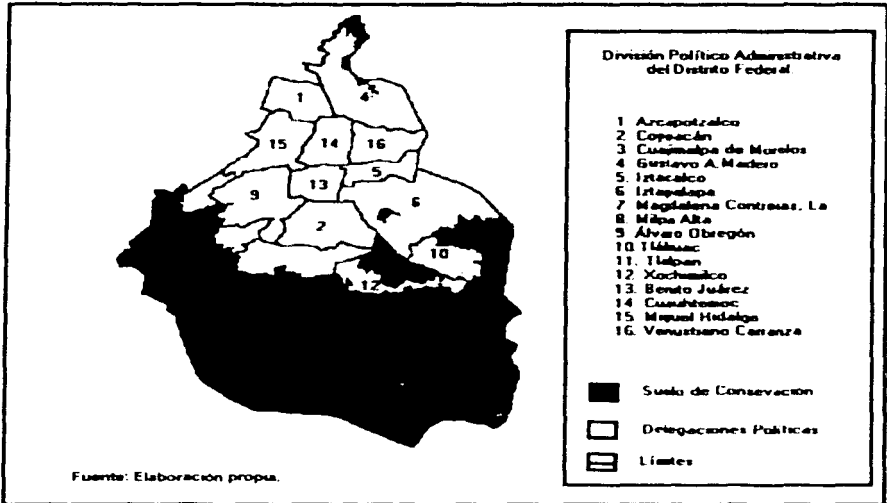 División Político Administrativa
del Distrito Federal.
1 Azcapotzalco
2 Coyoacán
3 Cuajimalpa de Morelos
4 Gustavo A. Madero
5. Iztacalco
6 Iztapalapa
7 Magdalena Contreras, La
8. Milpa Alta
9 Álvaro Obregón
10. Tláhuac
11. Tlalpan
12 Xochimilco
13. Benito Juárez
14 Cuauhtemoc
15 Miguel Hidalgo
16. Venustiano Carranza
Suelo de Consevación
Delegaciones Políticas
Límites
4
1
15
14
16
5
13
9
6
2
10
12
Fuente: Elaboración propia.